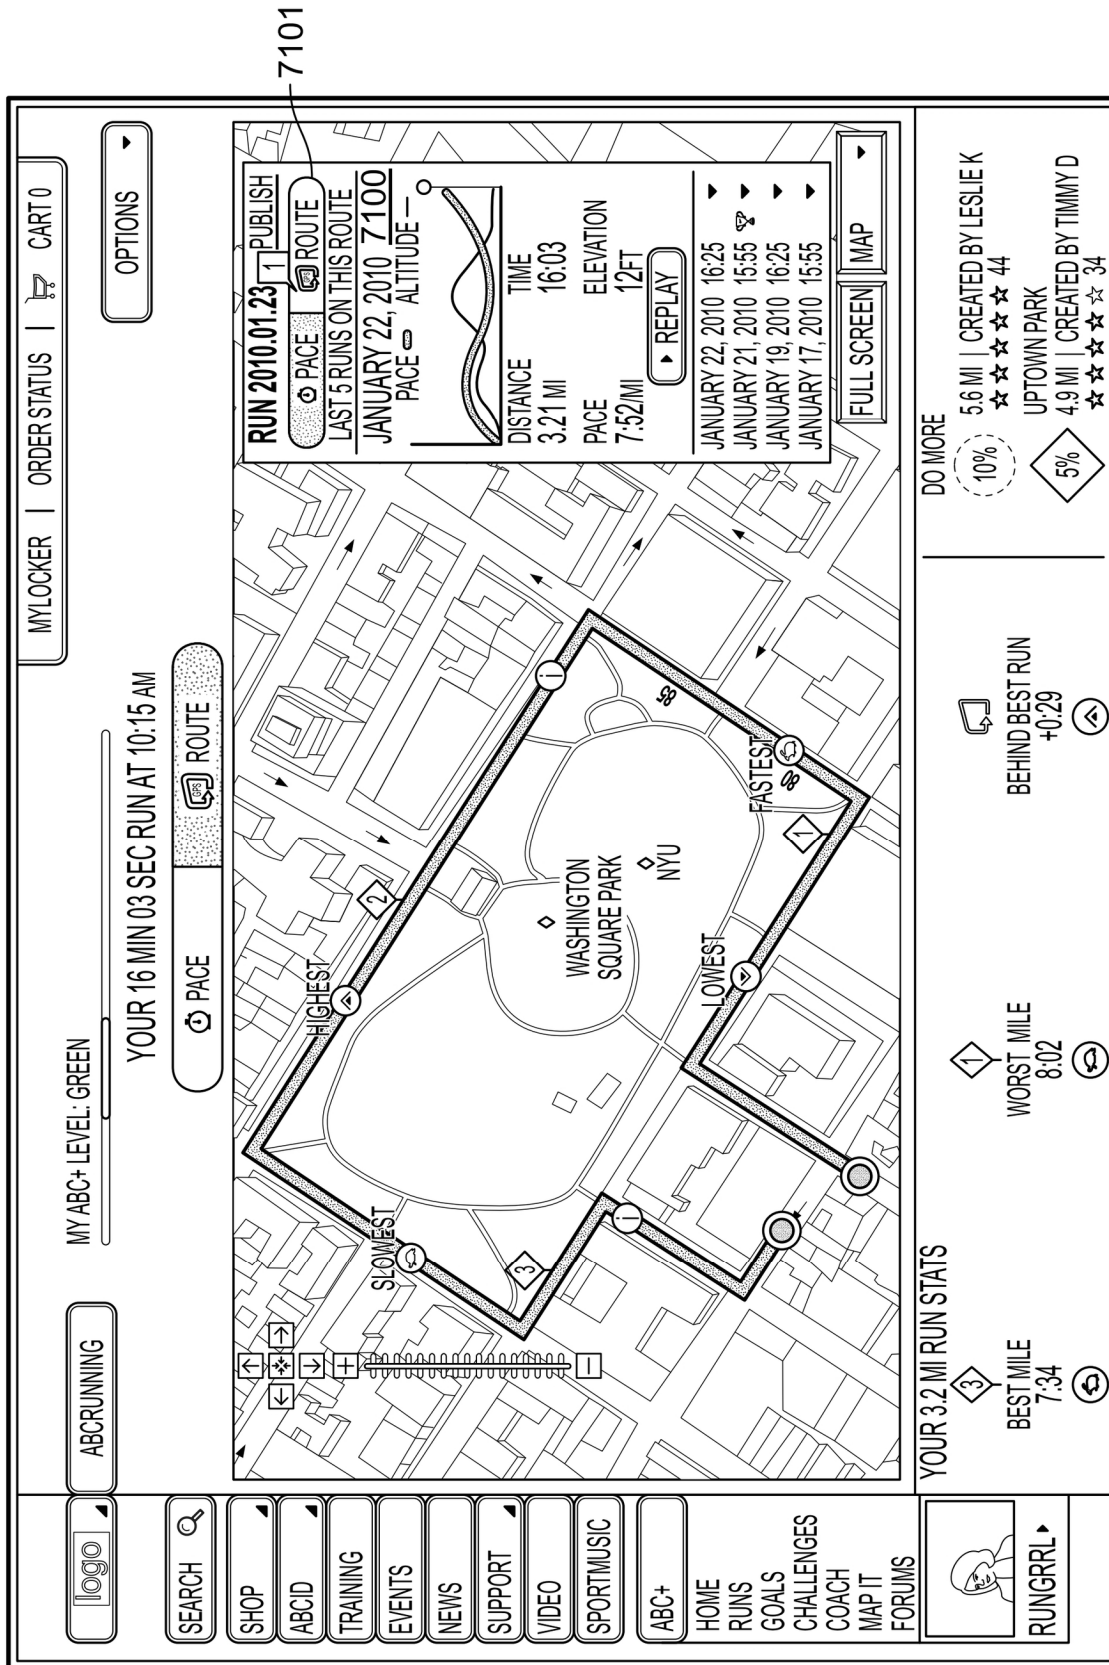 7101
logo
ABCRUNNING
MY ABC+ LEVEL: GREEN
MYLOCKER | ORDER STATUS | CART 0
OPTIONS
YOUR 16 MIN 03 SEC RUN AT 10:15 AM
PACE
GPS ROUTE
SEARCH
SHOP
ABCID
TRAINING
EVENTS
NEWS
SUPPORT
VIDEO
SPORTMUSIC
ABC+
HOME
RUNS
GOALS
CHALLENGES
COACH
MAP IT
FORUMS
RUNGRRL
SLOWEST
HIGHEST
3
2
i
i
WASHINGTON
SQUARE PARK
NYU
LOWEST
FASTEST
1
85
80
RUN 2010.01.23
1
PUBLISH
PACE
GPS ROUTE
LAST 5 RUNS ON THIS ROUTE
JANUARY 22, 2010 7100
PACE ALTITUDE
DISTANCE TIME
3.21 MI 16:03
PACE ELEVATION
7:52/MI 12FT
REPLAY
JANUARY 22, 2010 16:25
JANUARY 21, 2010 15:55
JANUARY 19, 2010 16:25
JANUARY 17, 2010 15:55
FULL SCREEN
MAP
YOUR 3.2 MI RUN STATS
3
BEST MILE
7:34
1
WORST MILE
8:02
BEHIND BEST RUN
+0:29
DO MORE
10%
5.6 MI | CREATED BY LESLIE K
44
5%
UPTOWN PARK
4.9 MI | CREATED BY TIMMY D
34